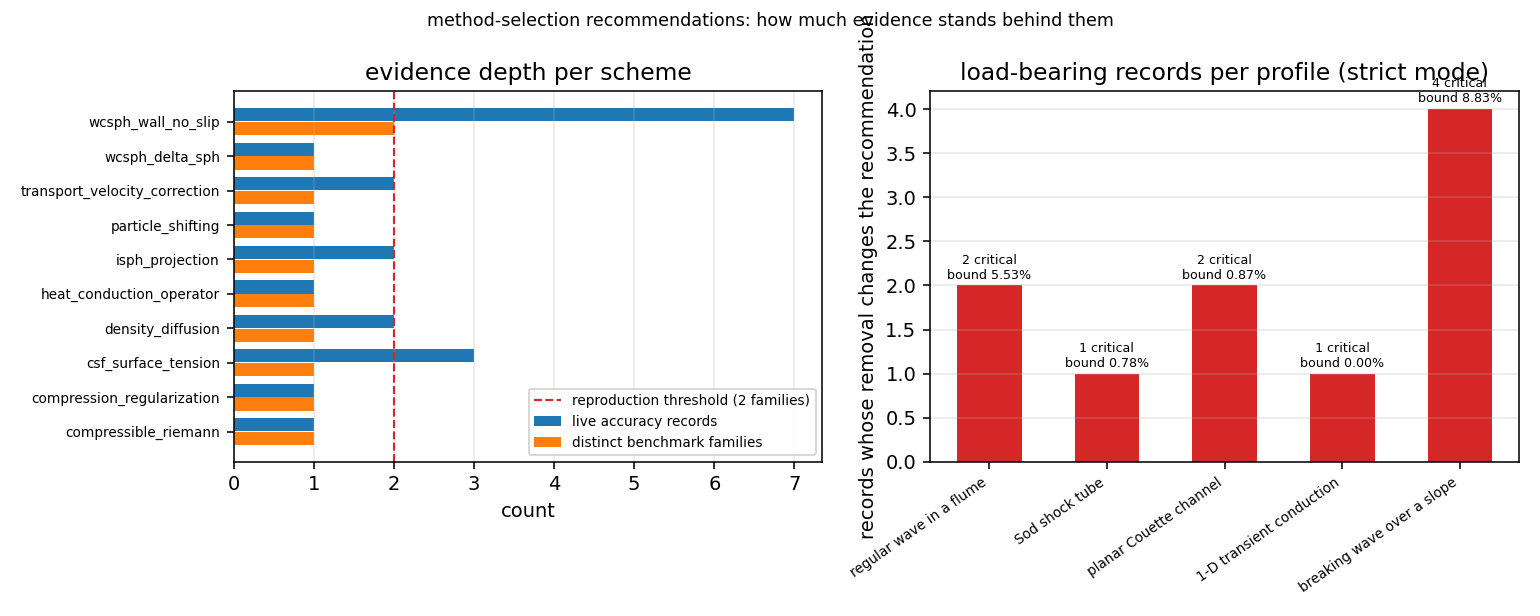 method-selection recommendations: how much evidence stands behind them
evidence depth per scheme
wcsph_wall_no_slip
wcsph_delta_sph
transport_velocity_correction
particle_shifting
isph_projection
heat_conduction_operator
density_diffusion
csf_surface_tension
compression_regularization
compressible_riemann
reproduction threshold (2 families)
live accuracy records
distinct benchmark families
0 1 2 3 4 5 6 7
count
load-bearing records per profile (strict mode)
records whose removal changes the recommendation
4.0
3.5
3.0
2.5
2.0
1.5
1.0
0.5
0.0
2 critical
bound 5.53%
1 critical
bound 0.78%
2 critical
bound 0.87%
1 critical
bound 0.00%
4 critical
bound 8.83%
regular wave in a flume
Sod shock tube
planar Couette channel
1-D transient conduction
breaking wave over a slope